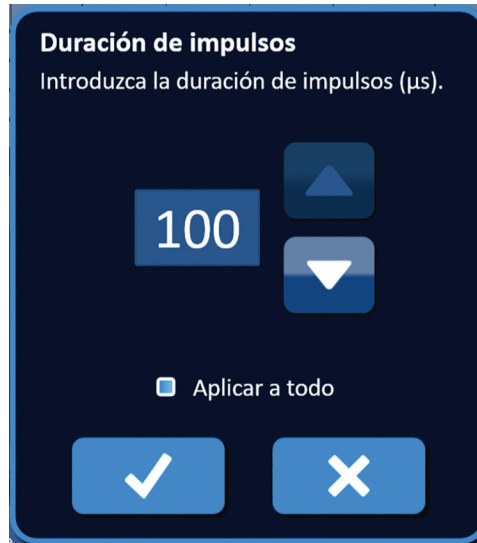 Duración de impulsos
Introduzca la duración de impulsos (µs).
100
Aplicar a todo